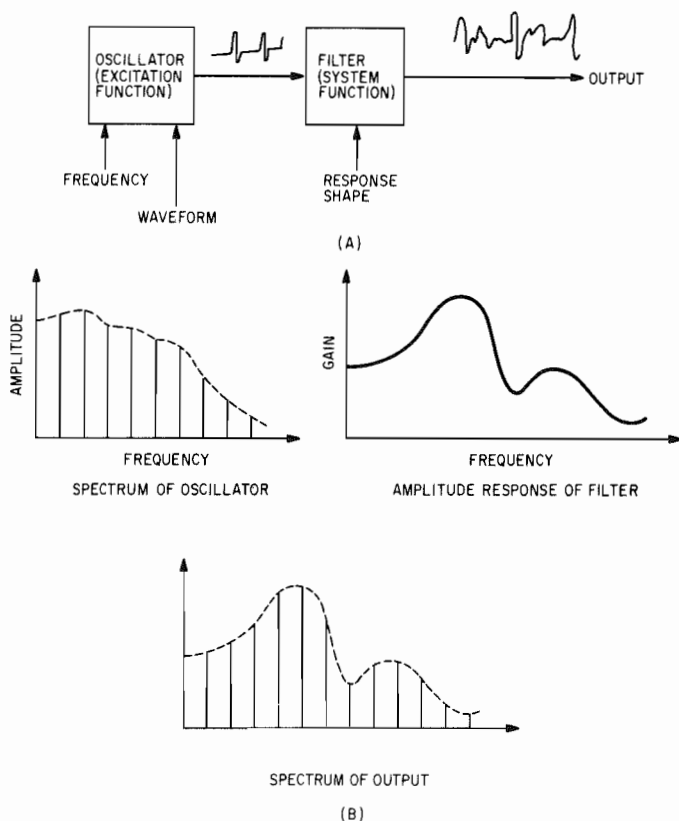 OSCILLATOR
(EXCITATION
FUNCTION)
FILTER
(SYSTEM
FUNCTION)
OUTPUT
FREQUENCY
WAVEFORM
RESPONSE
SHAPE
(A)
AMPLITUDE
FREQUENCY
SPECTRUM OF OSCILLATOR
GAIN
FREQUENCY
AMPLITUDE RESPONSE OF FILTER
SPECTRUM OF OUTPUT
(B)